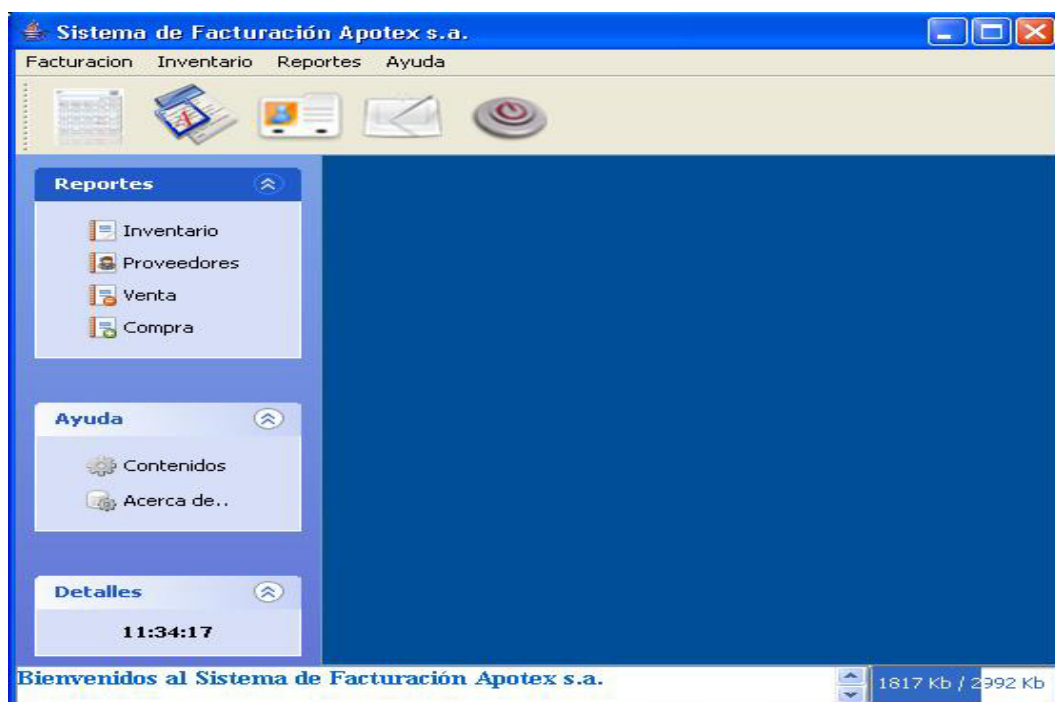 Sistema de Facturación Apotex s.a.
Facturacion Inventario Reportes Ayuda
Reportes
Inventario
Proveedores
Venta
Compra
Ayuda
Contenidos
Acerca de..
Detalles
11:34:17
Bienvenidos al Sistema de Facturación Apotex s.a.
1817 Kb / 2992 Kb